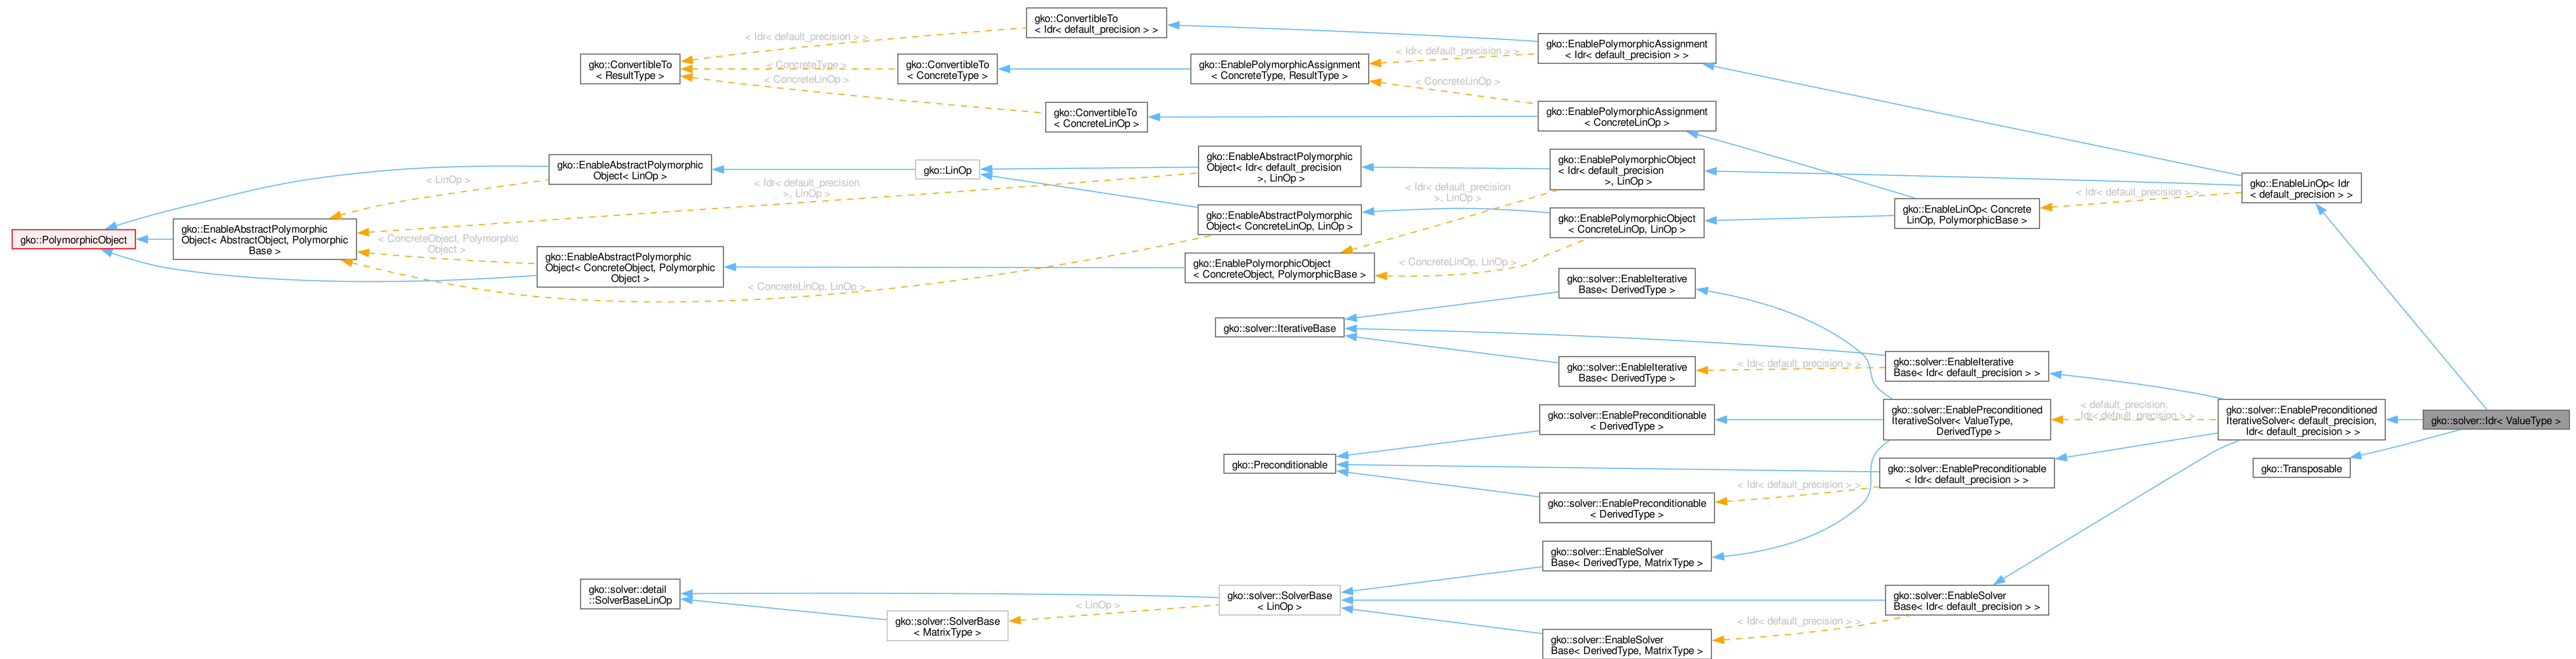 gko::ConvertibleTo
< Idr< default_precision > >
< Idr< default_precision > >
gko::EnablePolymorphicAssignment
< Idr< default_precision > >
< Idr< default_precision > >
gko::ConvertibleTo
< ResultType >
< ConcreteType >
gko::ConvertibleTo
< ConcreteType >
gko::EnablePolymorphicAssignment
< ConcreteType, ResultType >
< ConcreteLinOp >
< ConcreteLinOp >
gko::ConvertibleTo
< ConcreteLinOp >
gko::EnablePolymorphicAssignment
< ConcreteLinOp >
gko::EnableAbstractPolymorphic
Object< LinOp >
gko::LinOp
gko::EnableAbstractPolymorphic
Object< Idr< default_precision
>, LinOp >
gko::EnablePolymorphicObject
< Idr< default_precision
>, LinOp >
< LinOp >
< Idr< default_precision
>, LinOp >
< Idr< default_precision
>, LinOp >
< Idr< default_precision > >
gko::EnableLinOp< Idr
< default_precision > >
gko::EnableLinOp< Concrete
LinOp, PolymorphicBase >
gko::EnableAbstractPolymorphic
Object< ConcreteLinOp, LinOp >
gko::EnablePolymorphicObject
< ConcreteLinOp, LinOp >
gko::PolymorphicObject
gko::EnableAbstractPolymorphic
Object< AbstractObject, Polymorphic
Base >
< ConcreteObject, Polymorphic
Object >
gko::EnableAbstractPolymorphic
Object< ConcreteObject, Polymorphic
Object >
gko::EnablePolymorphicObject
< ConcreteObject, PolymorphicBase >
< ConcreteLinOp, LinOp >
< ConcreteLinOp, LinOp >
gko::solver::EnableIterative
Base< DerivedType >
gko::solver::IterativeBase
gko::solver::EnableIterative
Base< DerivedType >
< Idr< default_precision > >
gko::solver::EnableIterative
Base< Idr< default_precision > >
gko::solver::EnablePreconditionable
< DerivedType >
gko::solver::EnablePreconditioned
IterativeSolver< ValueType,
DerivedType >
< default_precision,
Idr< default_precision > >
gko::solver::EnablePreconditioned
IterativeSolver< default_precision,
Idr< default_precision > >
gko::solver::Idr< ValueType >
gko::Preconditionable
gko::solver::EnablePreconditionable
< Idr< default_precision > >
gko::Transposable
< Idr< default_precision > >
gko::solver::EnablePreconditionable
< DerivedType >
gko::solver::EnableSolver
Base< DerivedType, MatrixType >
gko::solver::detail
::SolverBaseLinOp
gko::solver::SolverBase
< LinOp >
gko::solver::EnableSolver
Base< Idr< default_precision > >
< LinOp >
gko::solver::SolverBase
< MatrixType >
< Idr< default_precision > >
gko::solver::EnableSolver
Base< DerivedType, MatrixType >